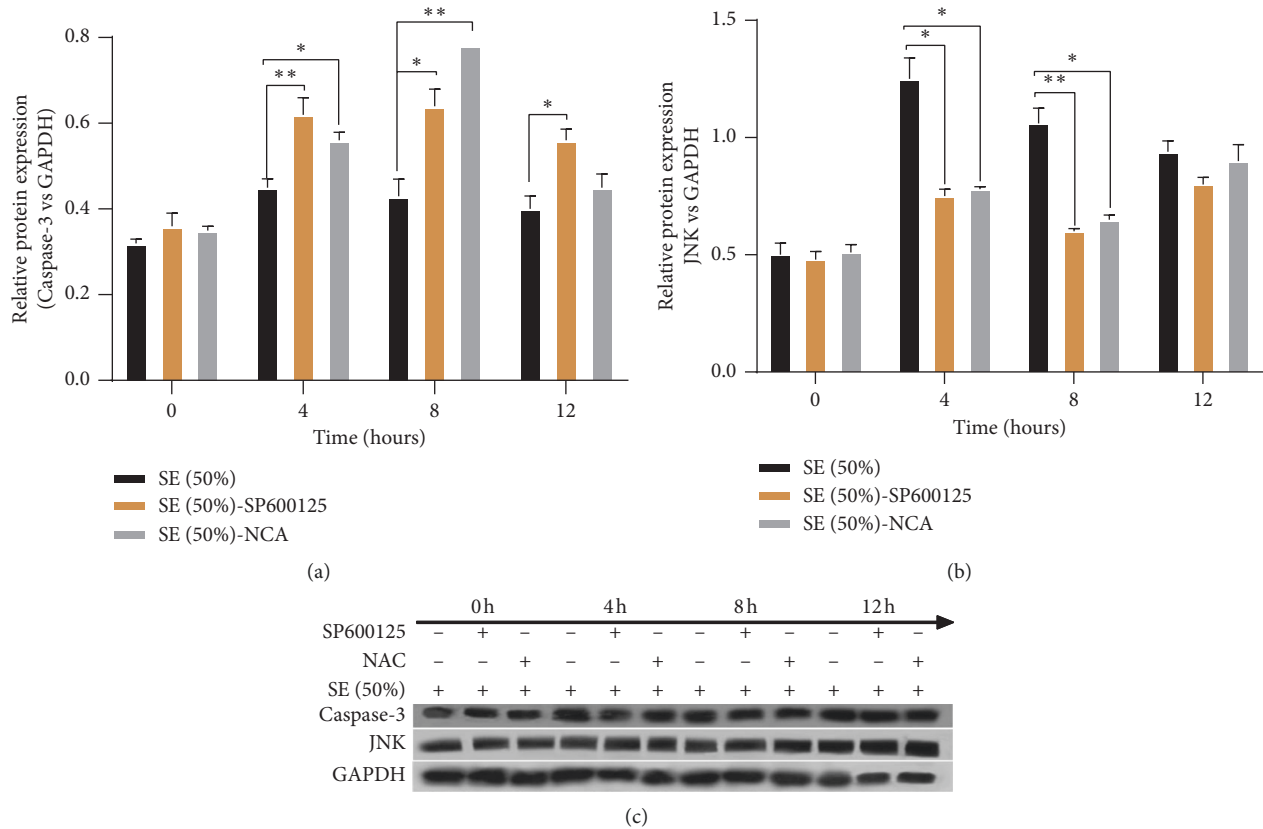 Relative protein expression
(Caspase-3 vs GAPDH)
0.8
0.6
0.4
0.2
0.0
**
*
*
**
*
0
4
8
12
Time (hours)
SE (50%)
SE (50%)-SP600125
SE (50%)-NCA
(a)
Relative protein expression
JNK vs GAPDH
1.5
1.0
0.5
0.0
*
*
*
**
0
4
8
12
Time (hours)
SE (50%)
SE (50%)-SP600125
SE (50%)-NCA
(b)
0 h 4 h 8 h 12 h
SP600125 – + – – + – – + – – + –
NAC – – + – – + – – + – – +
SE (50%) + + + + + + + + + + + +
Caspase-3
JNK
GAPDH
(c)